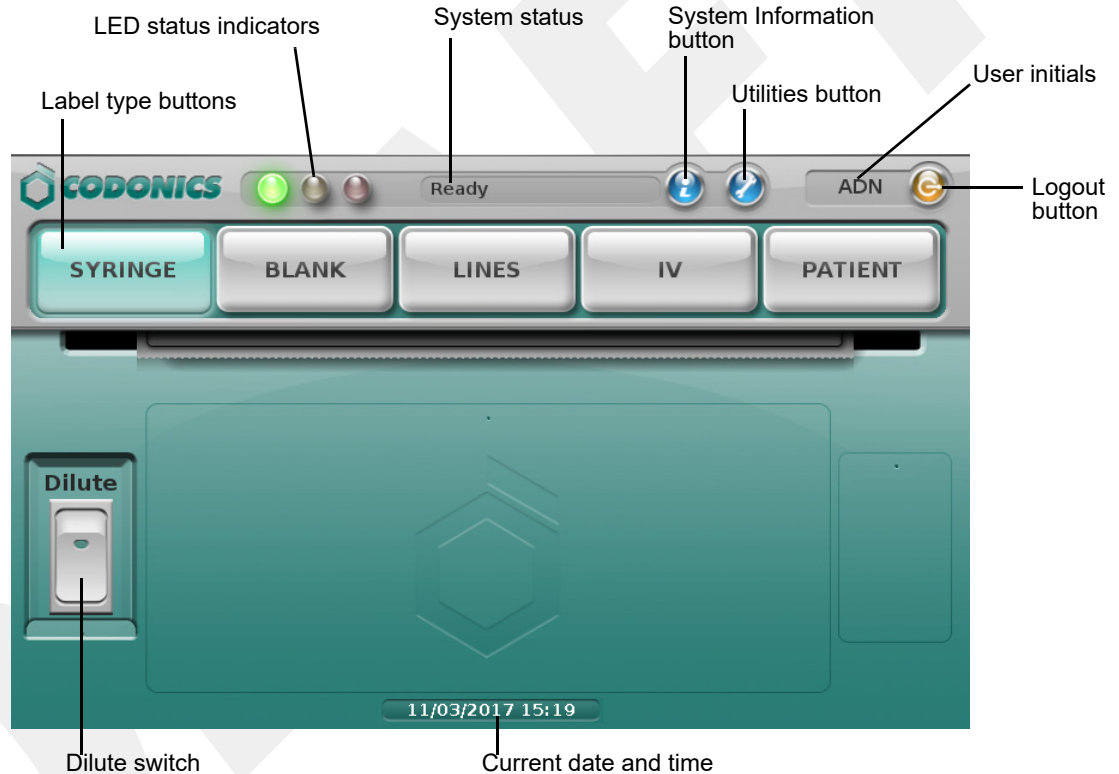 System status
System Information
button
LED status indicators
User initials
Utilities button
Label type buttons
CODONICS
Ready
i
?
ADN
Logout
button
SYRINGE
BLANK
LINES
IV
PATIENT
Dilute
11/03/2017 15:19
Dilute switch
Current date and time